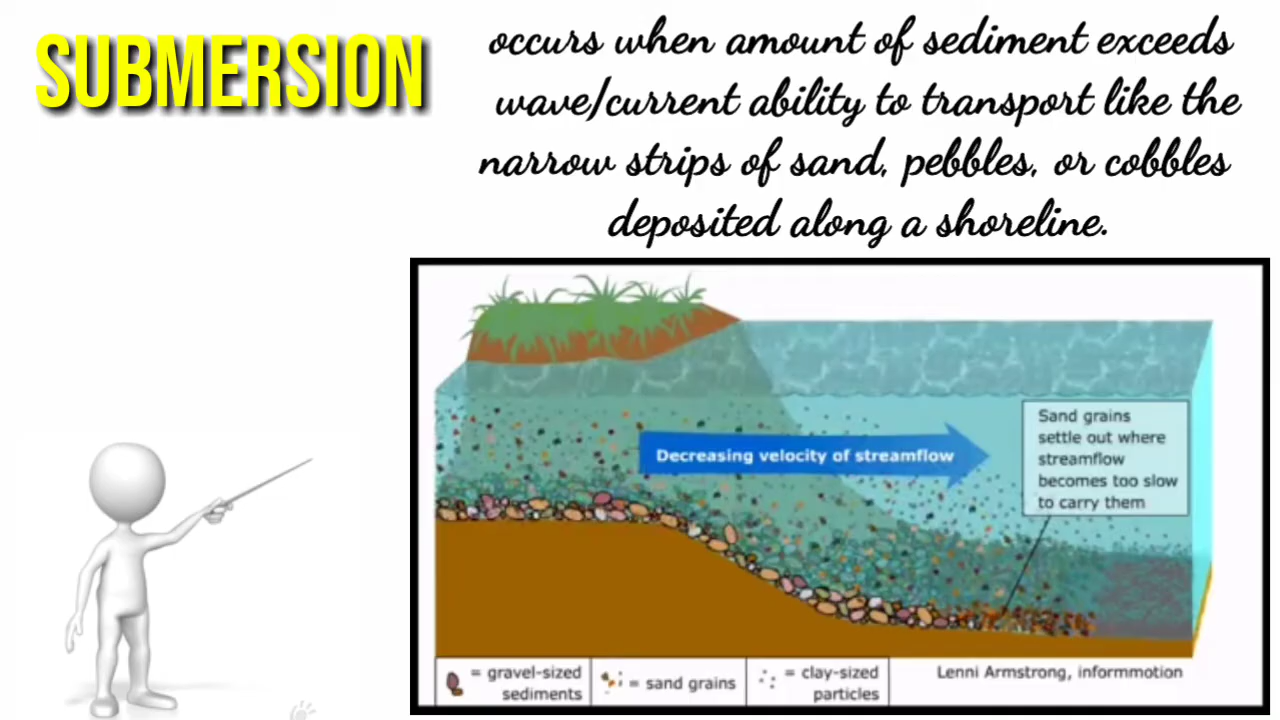 SUBMERSION
occurs when amount of sediment exceeds
wave/current ability to transport like the
narrow strips of sand, pebbles, or cobbles
deposited along a shoreline.
Decreasing velocity of streamflow
Sand grains
settle out where
streamflow
becomes too slow
to carry them
= gravel-sized
sediments
= sand grains
= clay-sized
particles
Lenni Armstrong, informmotion